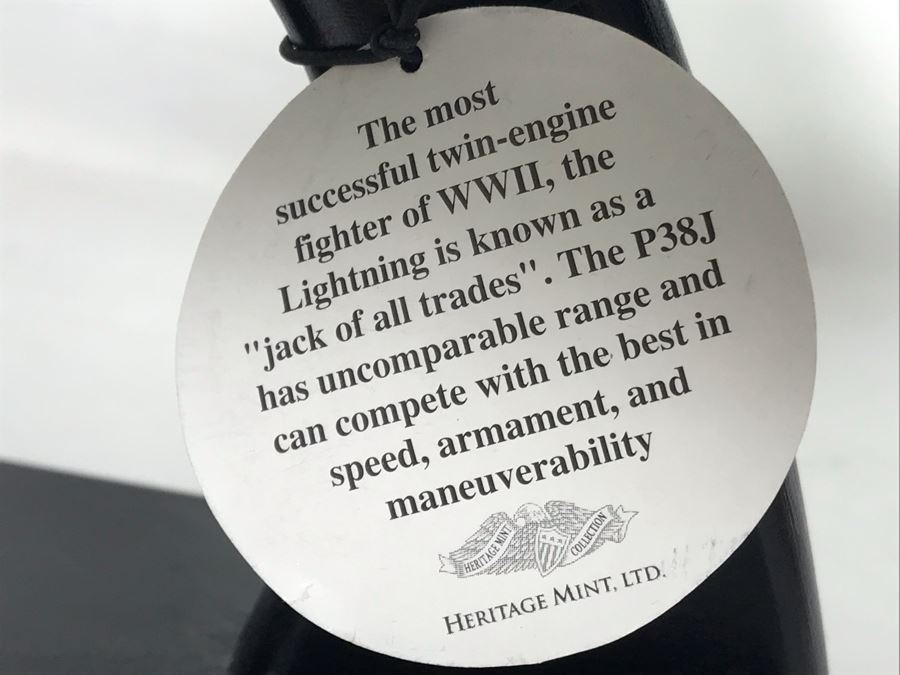 The most
successful twin-engine
fighter of WWII, the
Lightning is known as a
"jack of all trades". The P38J
has uncomparable range and
can compete with the best in
speed, armament, and
maneuverability
HERITAGE MINT COLLECTION
HERITAGE MINT, LTD.